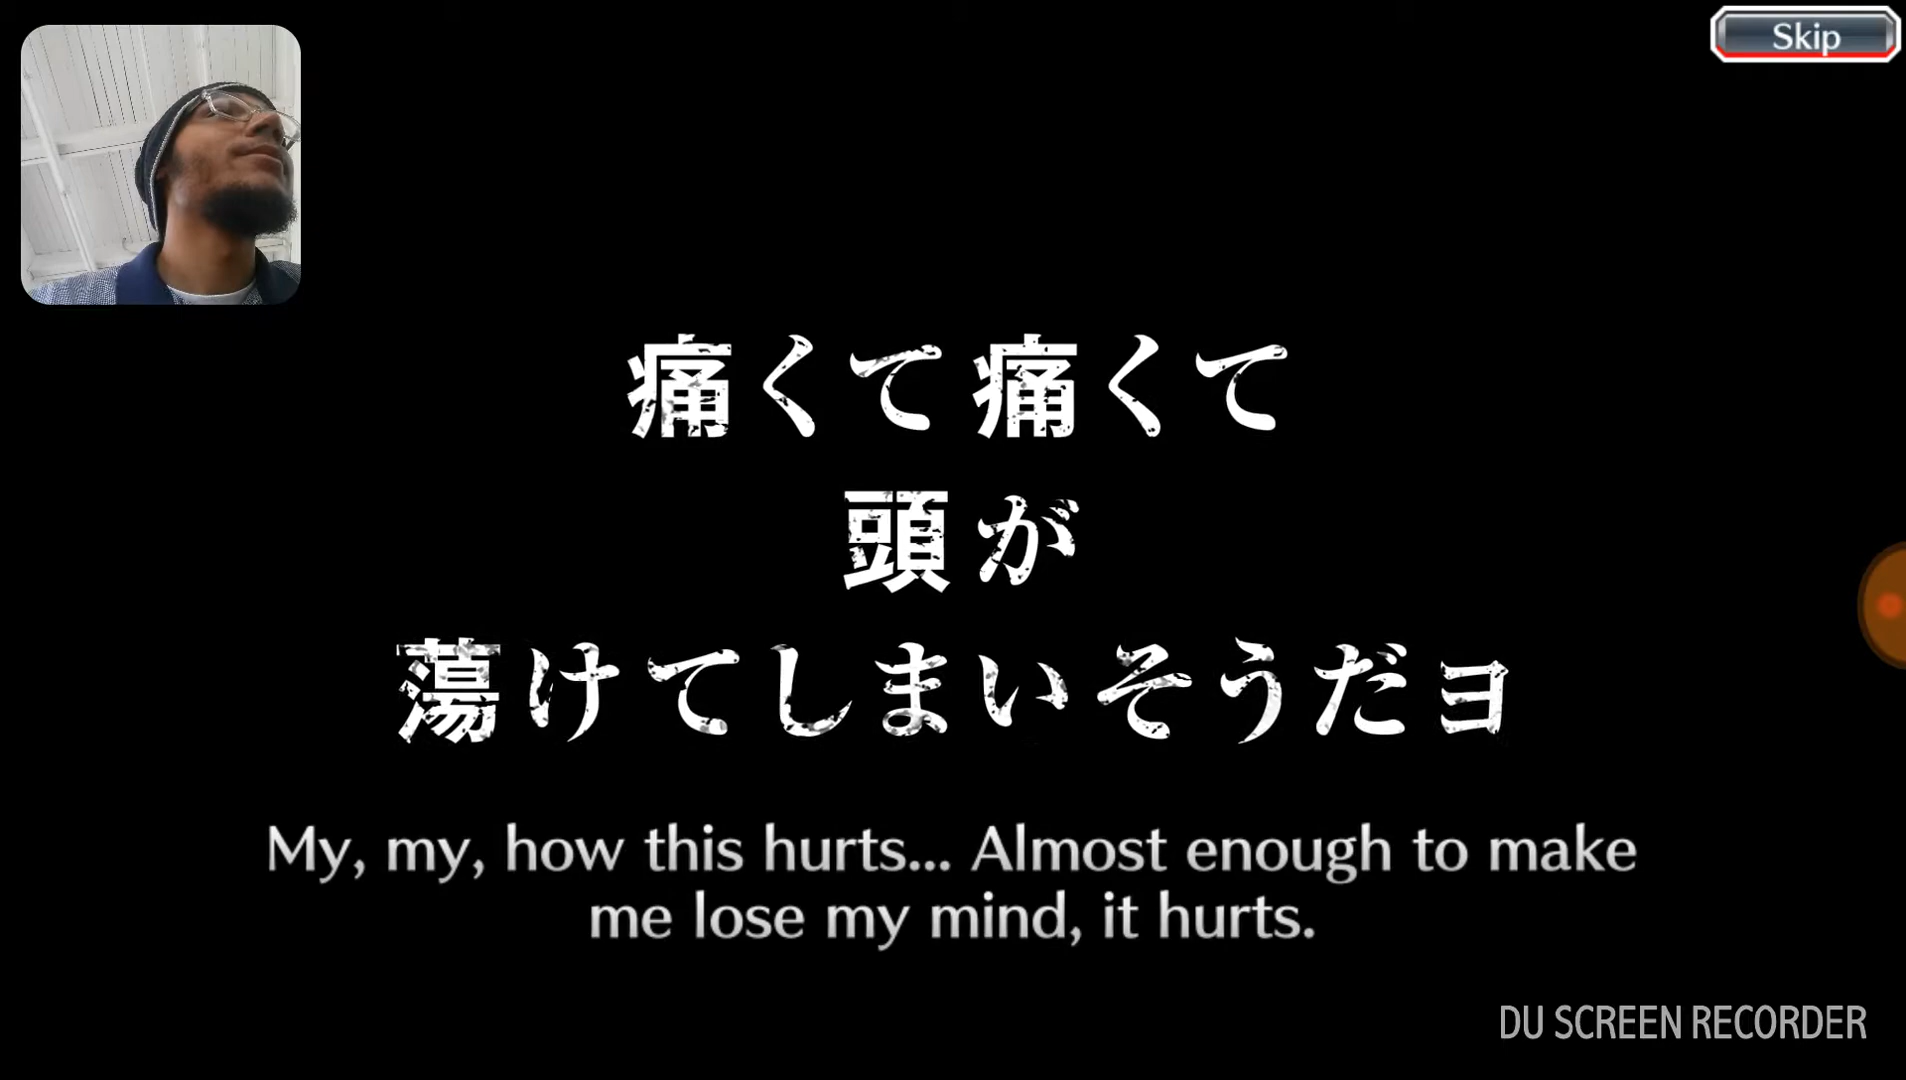 Skip
痛くて痛くて
頭が
蕩けてしまいそうだヨ
My, my, how this hurts... Almost enough to make
me lose my mind, it hurts.
DU SCREEN RECORDER